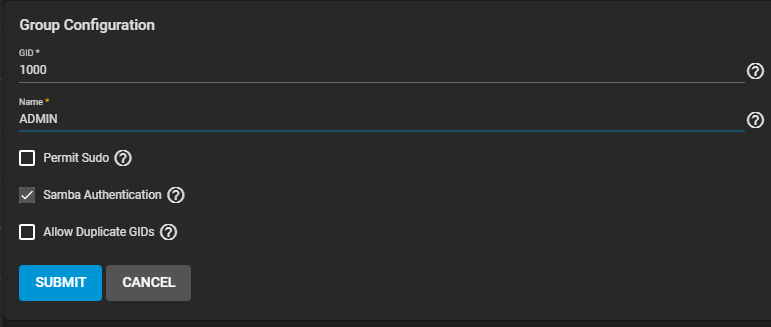 Group Configuration
GID *
1000
Name *
ADMIN
Permit Sudo
Samba Authentication
Allow Duplicate GIDs
SUBMIT CANCEL